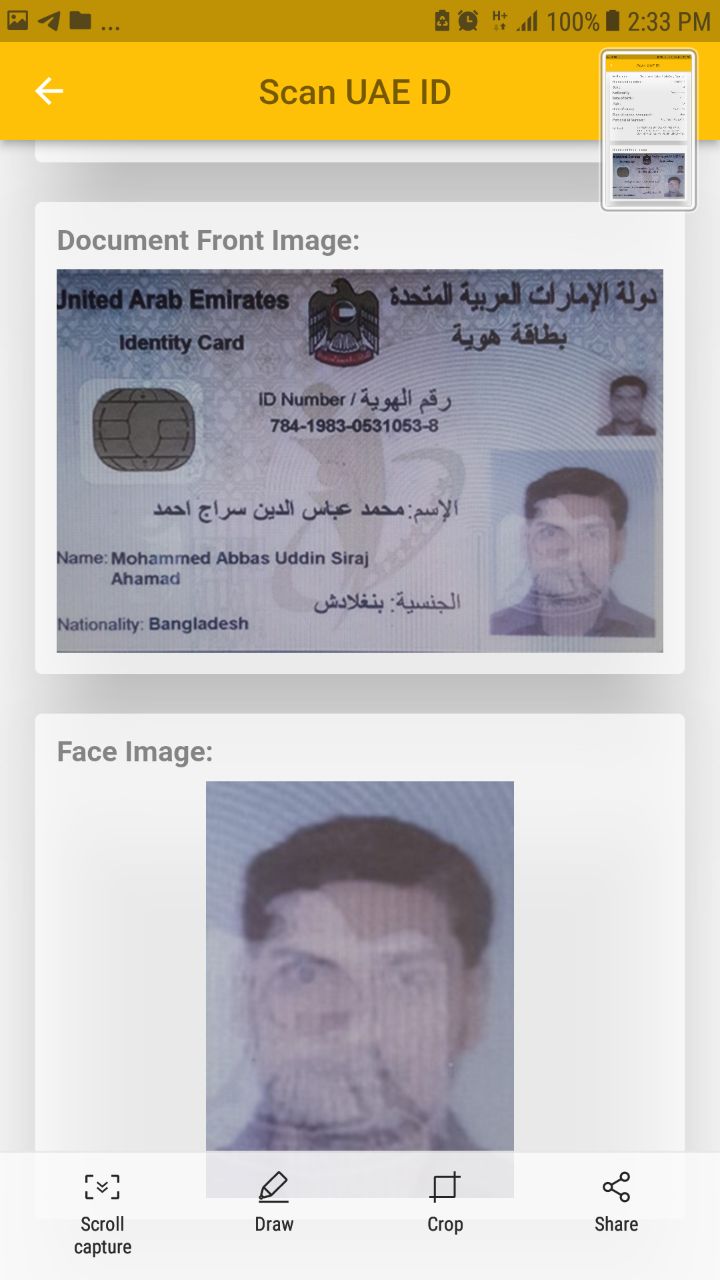 ...
H+
100%
2:33 PM
Scan UAE ID
Document Front Image:
United Arab Emirates
دولة الإمارات العربية المتحدة
Identity Card
بطاقة هوية
ID Number / رقم الهوية
784-1983-0531053-8
الإسم: محمد عباس الدين سراج احمد
Name: Mohammed Abbas Uddin Siraj
Ahamad
الجنسية: بنغلادش
Nationality: Bangladesh
Face Image:
Scroll
capture
Draw
Crop
Share